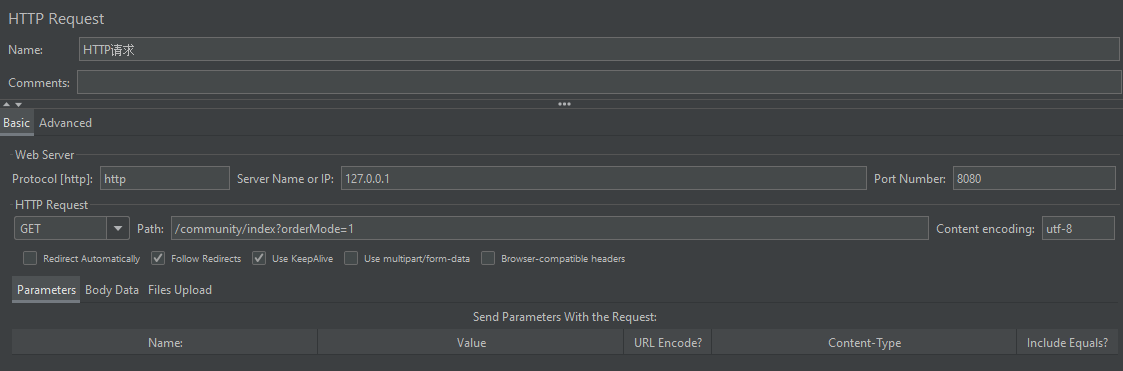 HTTP Request
Name: HTTP请求
Comments:
Basic Advanced
Web Server
Protocol [http]: http Server Name or IP: 127.0.0.1 Port Number: 8080
HTTP Request
GET Path: /community/index?orderMode=1 Content encoding: utf-8
Redirect Automatically Follow Redirects Use KeepAlive Use multipart/form-data Browser-compatible headers
Parameters Body Data Files Upload
Send Parameters With the Request:
Name: Value URL Encode? Content-Type Include Equals?